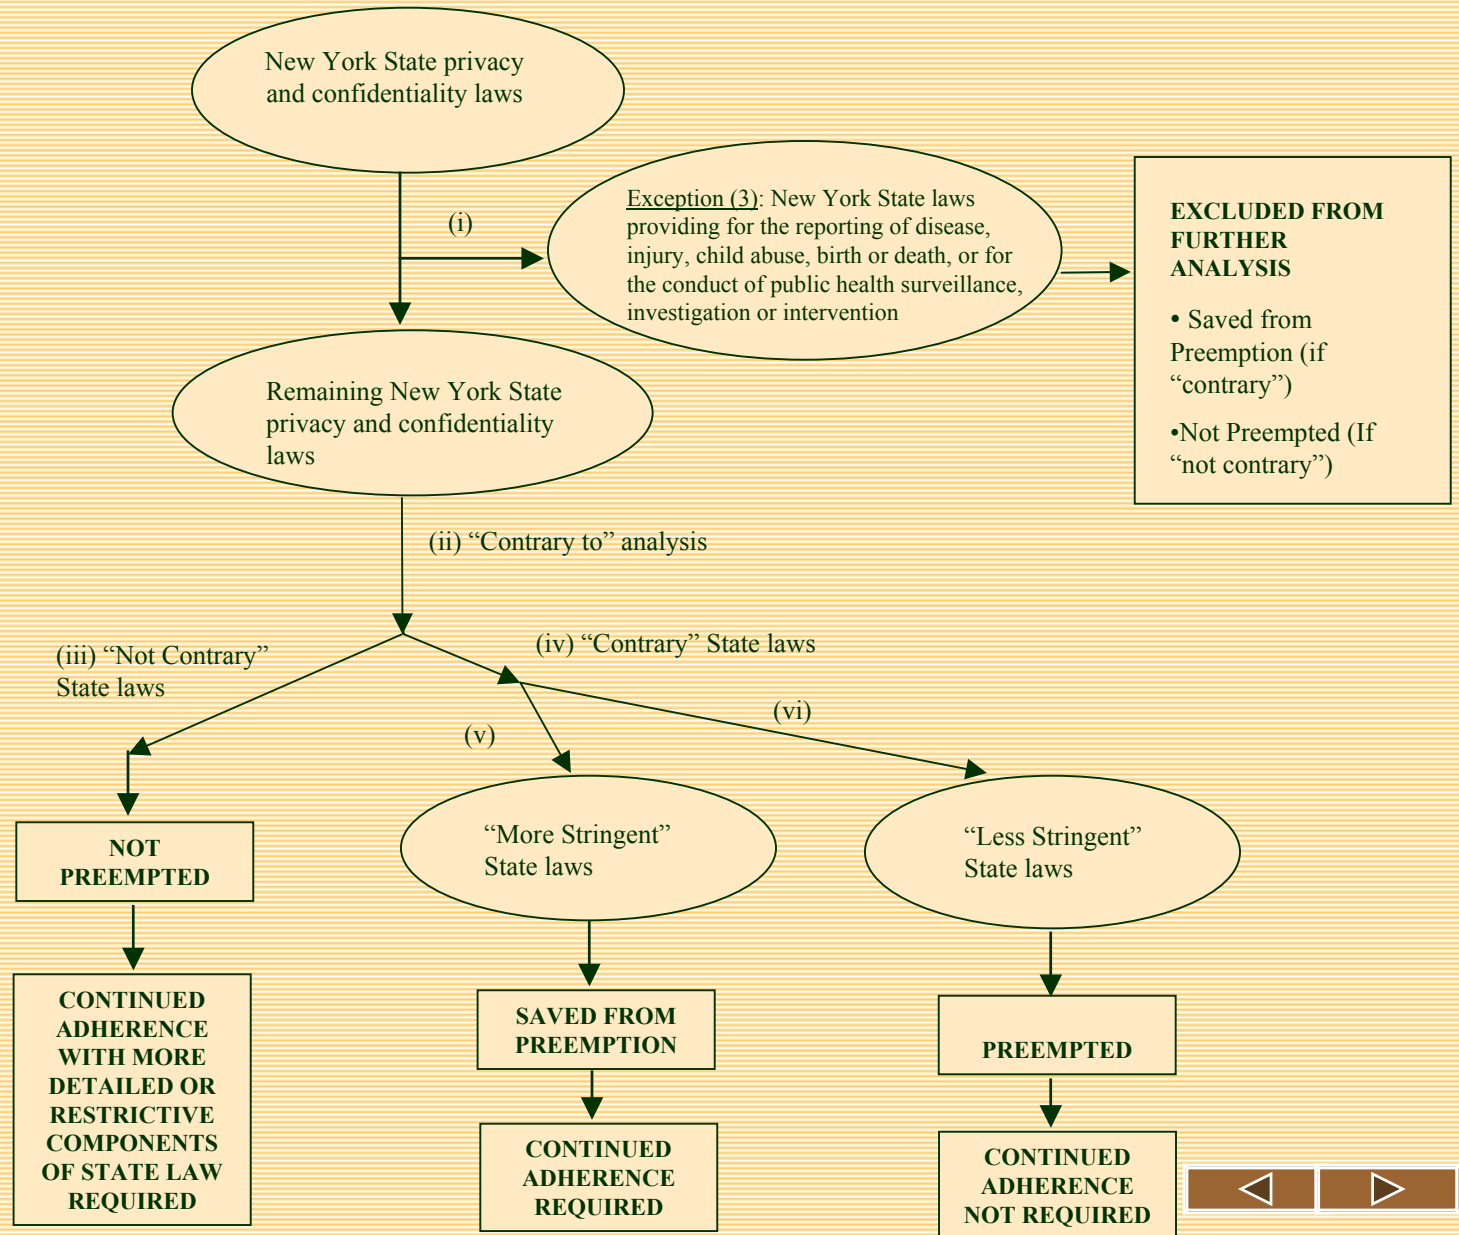 New York State privacy
and confidentiality laws
(i)
Exception (3): New York State laws
providing for the reporting of disease,
injury, child abuse, birth or death, or for
the conduct of public health surveillance,
investigation or intervention
EXCLUDED FROM
FURTHER
ANALYSIS
• Saved from
Preemption (if
“contrary”)
•Not Preempted (If
“not contrary”)
Remaining New York State
privacy and confidentiality
laws
(ii) “Contrary to” analysis
(iii) “Not Contrary”
State laws
(iv) “Contrary” State laws
(v)
(vi)
NOT
PREEMPTED
“More Stringent”
State laws
“Less Stringent”
State laws
CONTINUED
ADHERENCE
WITH MORE
DETAILED OR
RESTRICTIVE
COMPONENTS
OF STATE LAW
REQUIRED
SAVED FROM
PREEMPTION
PREEMPTED
CONTINUED
ADHERENCE
REQUIRED
CONTINUED
ADHERENCE
NOT REQUIRED